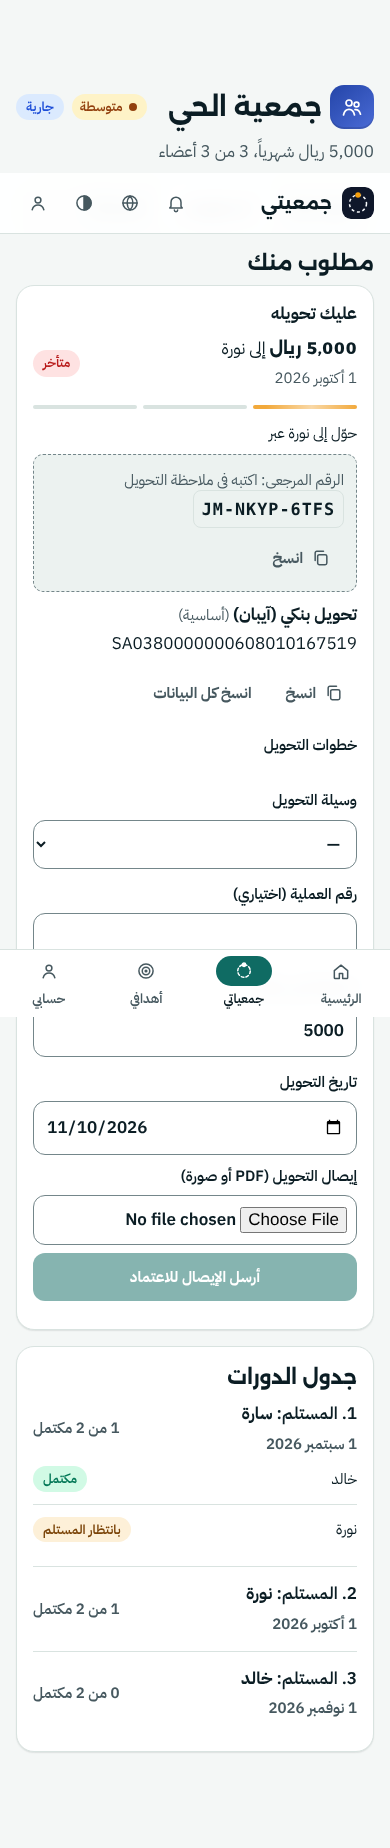 جمعية الحي
متوسطة
جارية
5,000 ريال شهرياً، 3 من 3 أعضاء
جمعيتي
مطلوب منك
عليك تحويله
5,000 ريال إلى نورة
متأخر
1 أكتوبر 2026
حوّل إلى نورة عبر
الرقم المرجعي: اكتبه في ملاحظة التحويل
JM-NKYP-6TFS
انسخ
تحويل بنكي (آيبان) (أساسية)
SA0380000000608010167519
انسخ
انسخ كل البيانات
خطوات التحويل
وسيلة التحويل
—
رقم العملية (اختياري)
الرئيسية
جمعياتي
أهدافي
حسابي
5000
تاريخ التحويل
11/10/2026
إيصال التحويل (PDF أو صورة)
Choose File No file chosen
أرسل الإيصال للاعتماد
جدول الدورات
1. المستلم: سارة
1 من 2 مكتمل
1 سبتمبر 2026
خالد
مكتمل
نورة
بانتظار المستلم
2. المستلم: نورة
1 من 2 مكتمل
1 أكتوبر 2026
3. المستلم: خالد
0 من 2 مكتمل
1 نوفمبر 2026